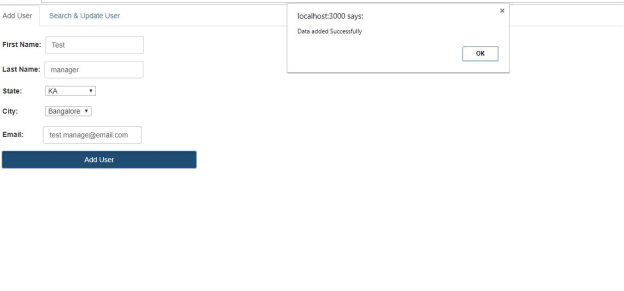 Add User Search & Update User
localhost:3000 says:
Data added Successfully
OK
First Name: Test
Last Name: manager
State: KA
City: Bangalore
Email: test.manage@email.com
Add User